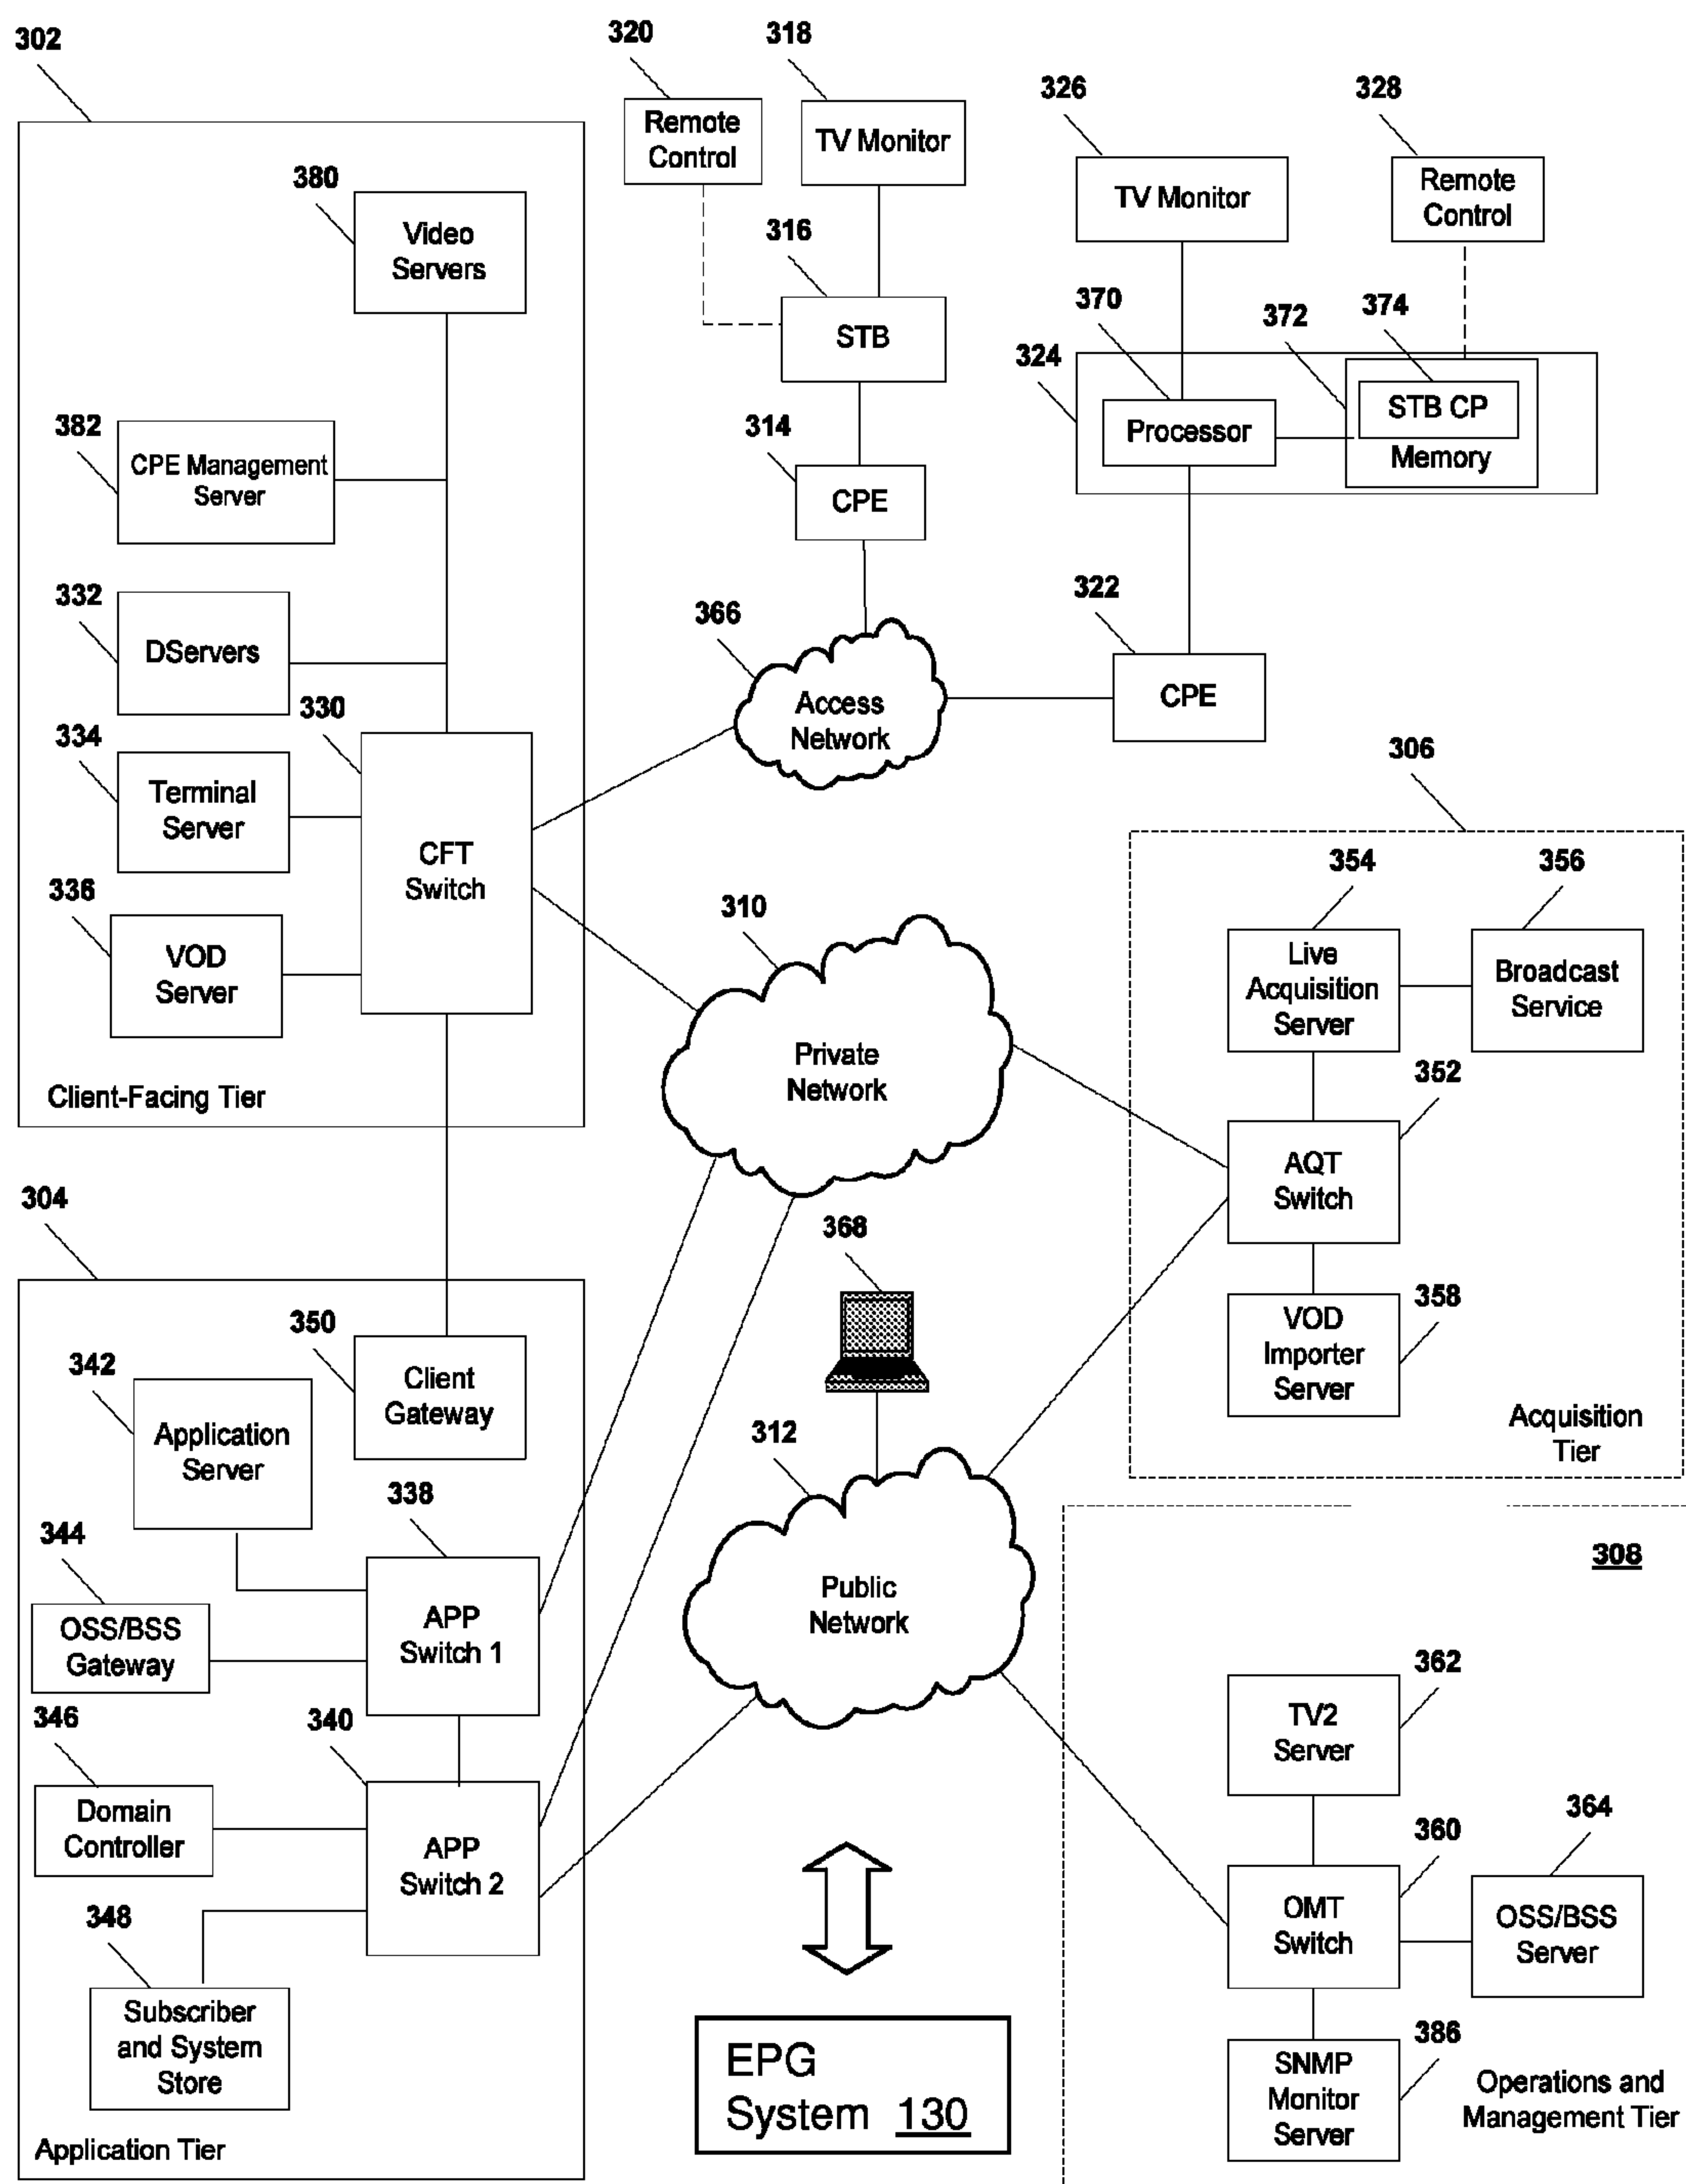 302
320
318
326
328
Remote
Control
TV Monitor
TV Monitor
Remote
Control
380
Video
Servers
316
STB
370
372
374
324
STB CP
Processor
Memory
382
CPE Management
Server
314
CPE
332
DServers
366
Access
Network
322
CPE
330
334
Terminal
Server
CFT
Switch
336
VOD
Server
Client-Facing Tier
310
Private
Network
306
354
356
Live
Acquisition
Server
Broadcast
Service
352
AQT
Switch
358
VOD
Importer
Server
Acquisition
Tier
304
350
Client
Gateway
342
Application
Server
368
312
Public
Network
338
344
OSS/BSS
Gateway
APP
Switch 1
346
340
Domain
Controller
APP
Switch 2
348
Subscriber
and System
Store
Application Tier
EPG
System 130
308
362
TV2
Server
360
364
OMT
Switch
OSS/BSS
Server
386
SNMP
Monitor
Server
Operations and
Management Tier